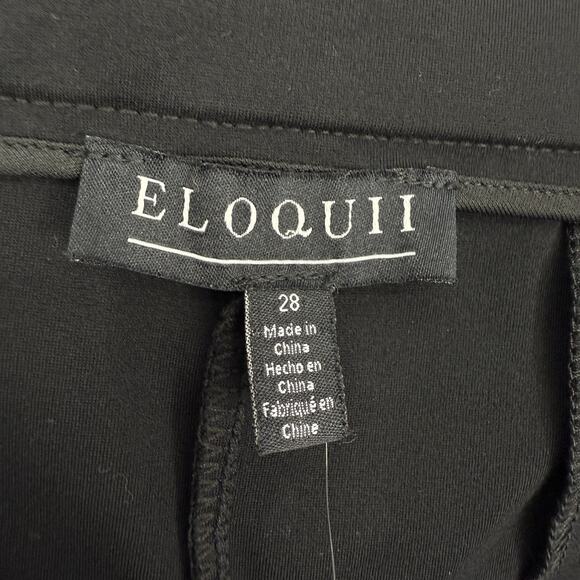 ELOQUII
28
Made in
China
Hecho en
China
Fabriqué en
Chine